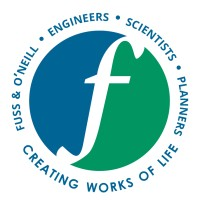 FUSS & O'NEILL • ENGINEERS • SCIENTISTS • PLANNERS
f
CREATING WORKS OF LIFE